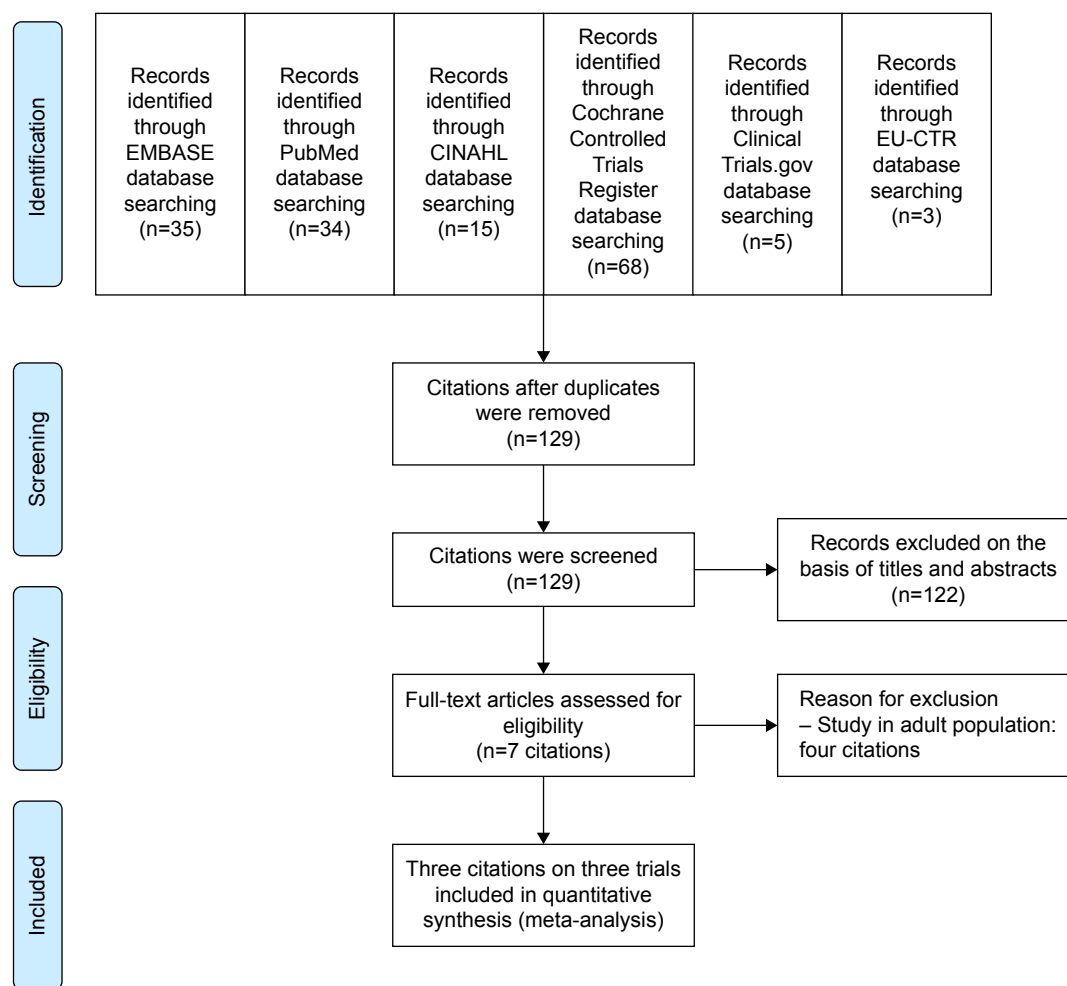 Identification
Records
identified
through
EMBASE
database
searching
(n=35)
Records
identified
through
PubMed
database
searching
(n=34)
Records
identified
through
CINAHL
database
searching
(n=15)
Records
identified
through
Cochrane
Controlled
Trials
Register
database
searching
(n=68)
Records
identified
through
Clinical
Trials.gov
database
searching
(n=5)
Records
identified
through
EU-CTR
database
searching
(n=3)
Screening
Citations after duplicates
were removed
(n=129)
Citations were screened
(n=129)
Records excluded on the
basis of titles and abstracts
(n=122)
Eligibility
Full-text articles assessed for
eligibility
(n=7 citations)
Reason for exclusion
– Study in adult population:
four citations
Included
Three citations on three trials
included in quantitative
synthesis (meta-analysis)